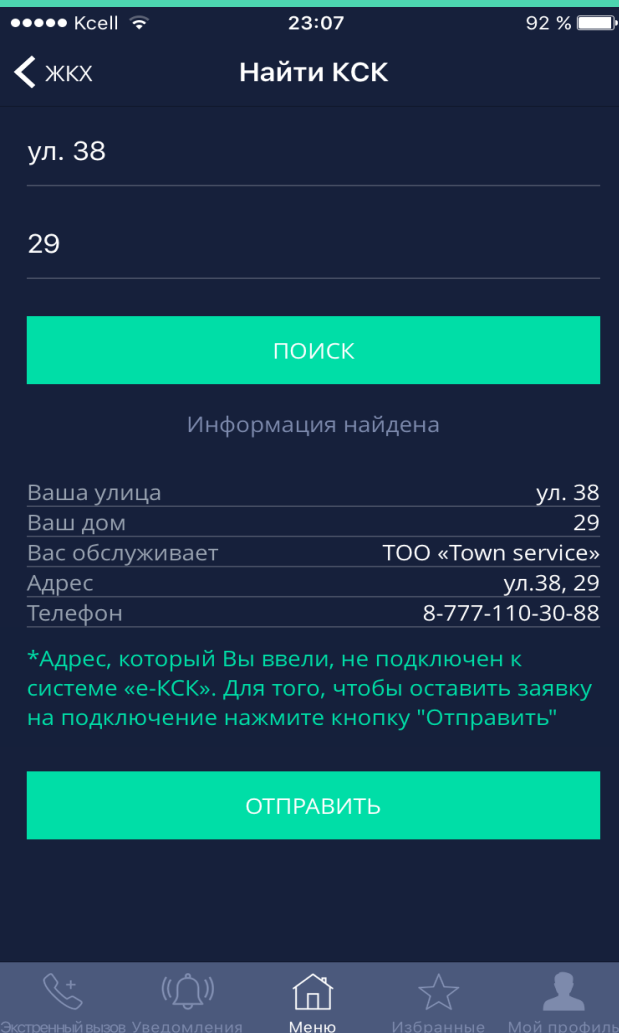 Kcell 23:07 92 %
ЖКХ Найти КСК
ул. 38
29
ПОИСК
Информация найдена
Ваша улица ул. 38
Ваш дом 29
Вас обслуживает ТОО «Town service»
Адрес ул.38, 29
Телефон 8-777-110-30-88
*Адрес, который Вы ввели, не подключен к
системе «е-КСК». Для того, чтобы оставить заявку
на подключение нажмите кнопку "Отправить"
ОТПРАВИТЬ
Экстренный вызов Уведомления Меню Избранные Мой профиль